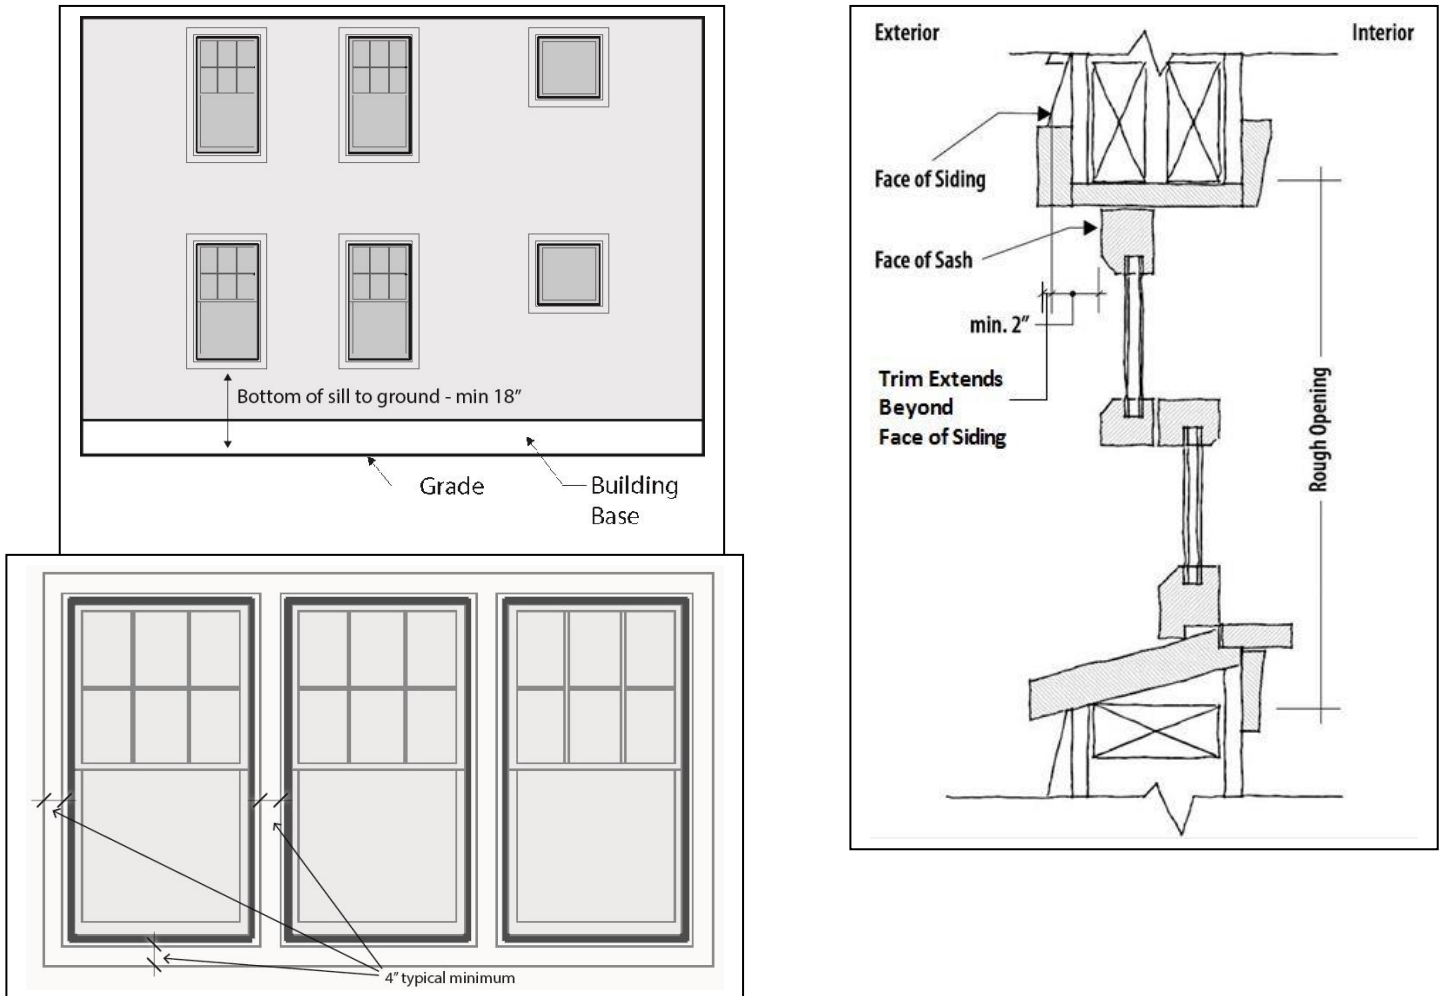 Bottom of sill to ground - min 18”
Grade
Building
Base
4” typical minimum
Exterior
Interior
Face of Siding
Face of Sash
min. 2”
Trim Extends
Beyond
Face of Siding
Rough Opening